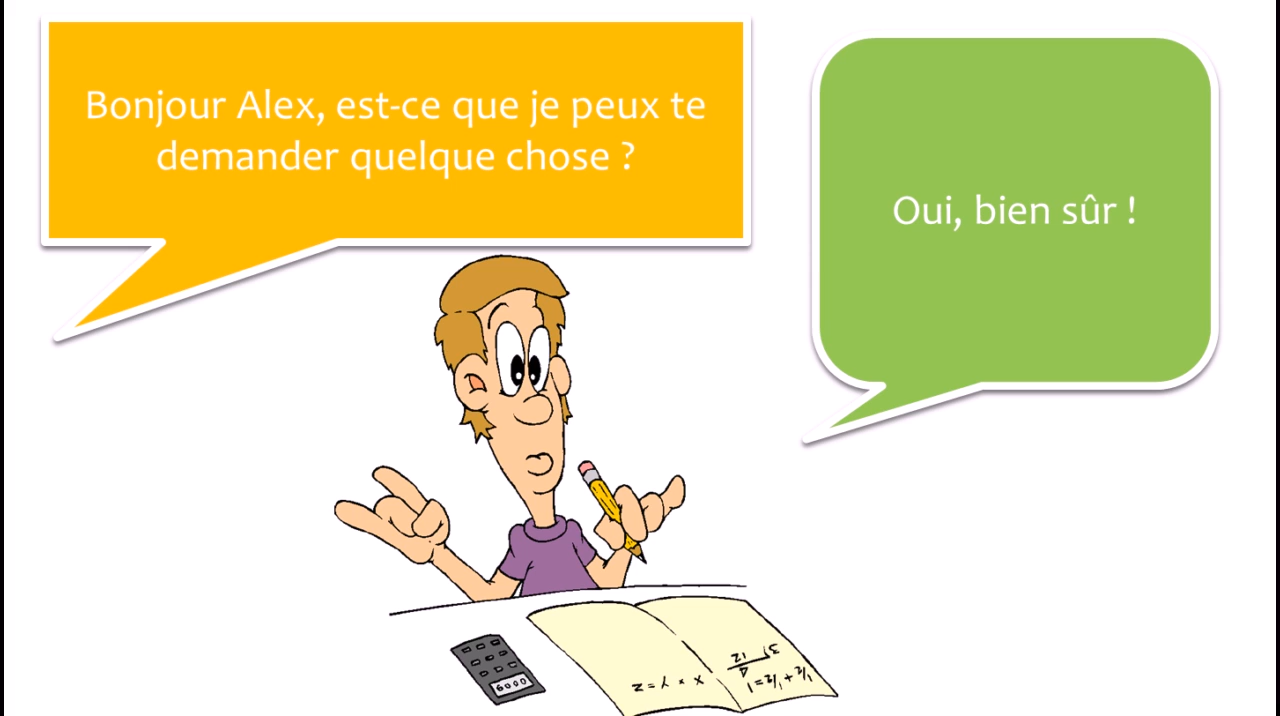 Bonjour Alex, est-ce que je peux te
demander quelque chose ?
Oui, bien sûr !